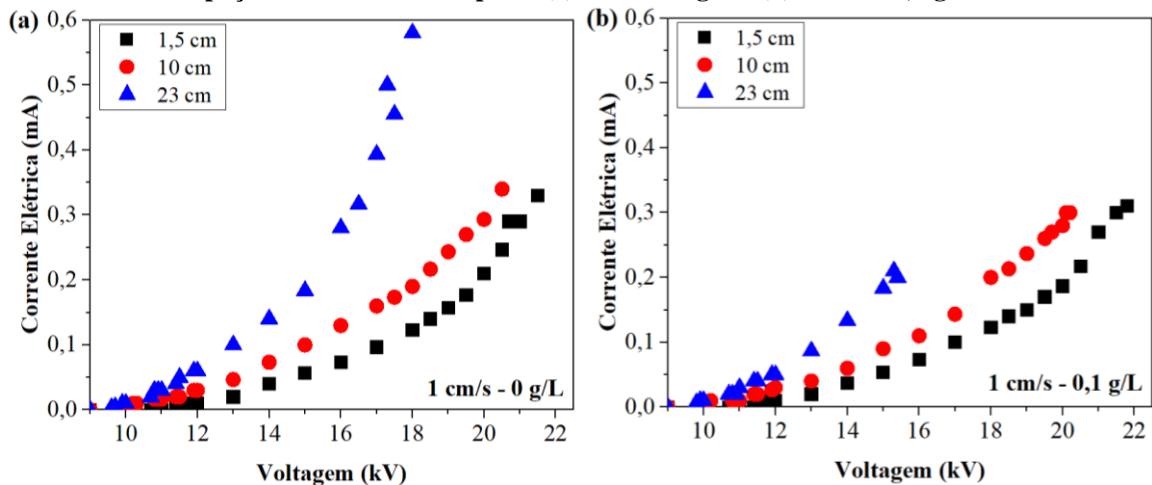 (a)
0,6
0,5
0,4
0,3
0,2
0,1
0,0
Corrente Elétrica (mA)
1,5 cm
10 cm
23 cm
1 cm/s - 0 g/L
10 12 14 16 18 20 22
Voltagem (kV)
(b)
0,6
0,5
0,4
0,3
0,2
0,1
0,0
Corrente Elétrica (mA)
1,5 cm
10 cm
23 cm
1 cm/s - 0,1 g/L
10 12 14 16 18 20 22
Voltagem (kV)